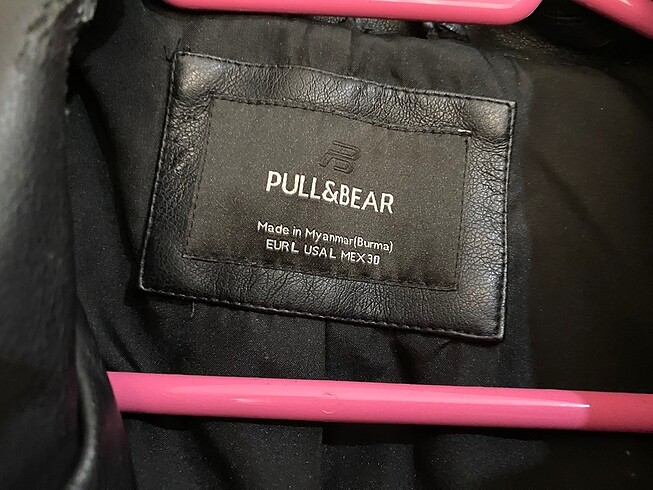 PULL&BEAR
Made in Myanmar(Burma)
EUR L USA L MEX 30